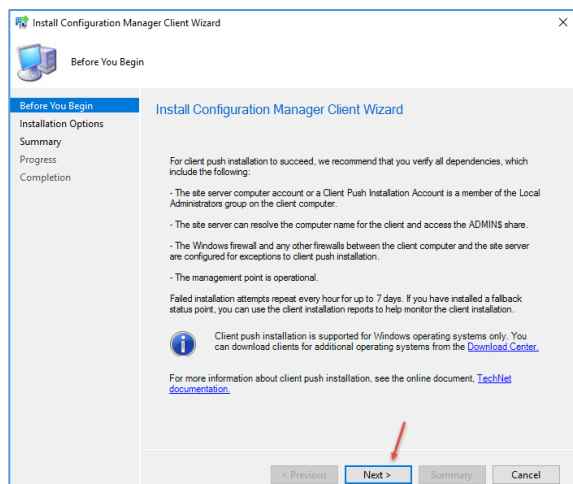 Install Configuration Manager Client Wizard
Before You Begin
Before You Begin
Installation Options
Summary
Progress
Completion
Install Configuration Manager Client Wizard
For client push installation to succeed, we recommend that you verify all dependencies, which
include the following:
- The site server computer account or a Client Push Installation Account is a member of the Local
Administrators group on the client computer.
- The site server can resolve the computer name for the client and access the ADMIN$ share.
- The Windows firewall and any other firewalls between the client computer and the site server
are configured for exceptions to client push installation.
- The management point is operational.
Failed installation attempts repeat every hour for up to 7 days. If you have installed a fallback
status point, you can use the client installation reports to help monitor the client installation.
Client push installation is supported for Windows operating systems only. You
can download clients for additional operating systems from the Download Center.
For more information about client push installation, see the online document, TechNet
documentation.
< Previous
Next >
Summary
Cancel